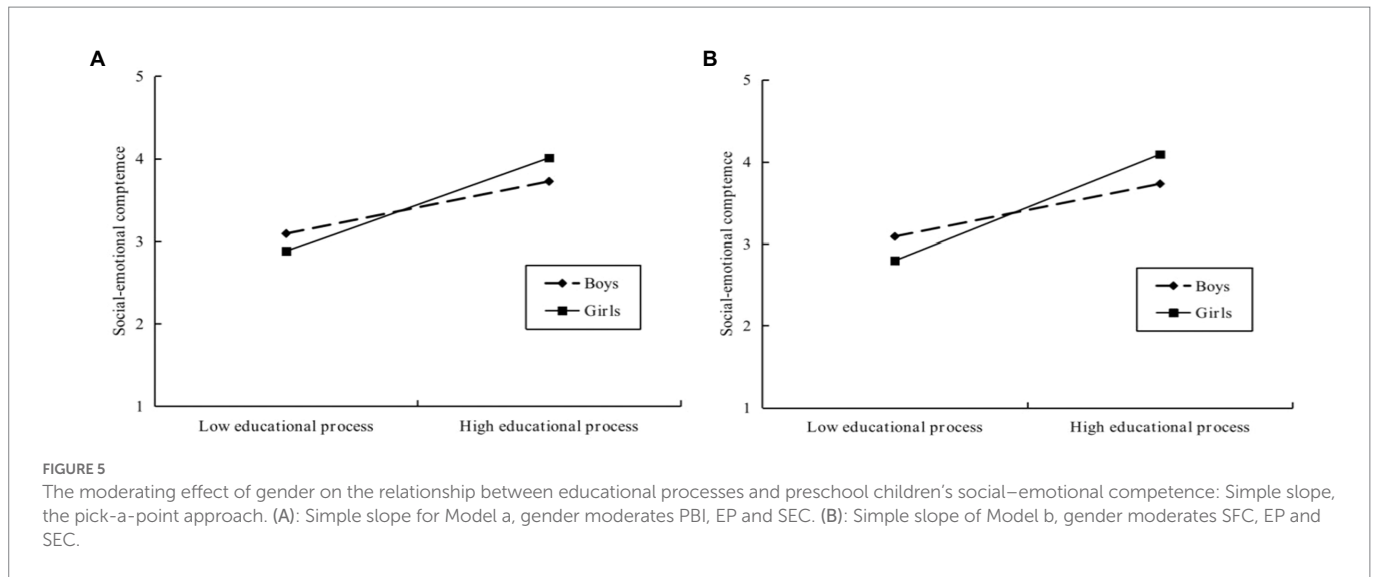 A
5
4
3
2
1
Social-emotional comptemce
Low educational process
High educational process
Boys
Girls
B
5
4
3
2
1
Social-emotional comptemce
Low educational process
High educational process
Boys
Girls
FIGURE 5
The moderating effect of gender on the relationship between educational processes and preschool children's social–emotional competence: Simple slope,
the pick-a-point approach. (A): Simple slope for Model a, gender moderates PBI, EP and SEC. (B): Simple slope of Model b, gender moderates SFC, EP and
SEC.